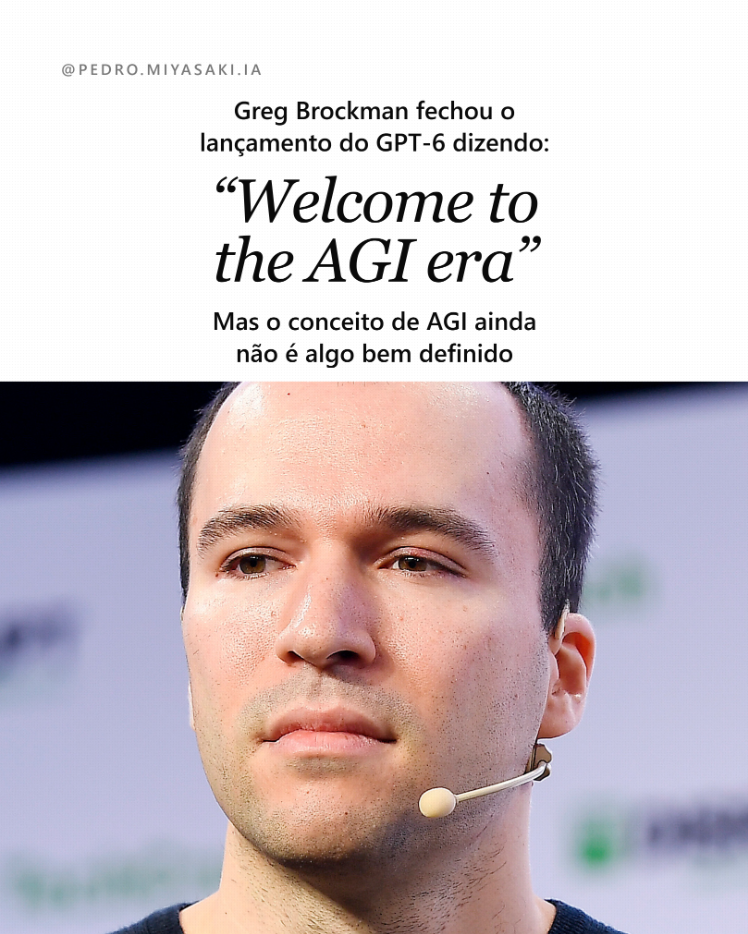 @PEDRO.MIYASAKI.IA
Greg Brockman fechou o
lançamento do GPT-6 dizendo:
“Welcome to
the AGI era”
Mas o conceito de AGI ainda
não é algo bem definido